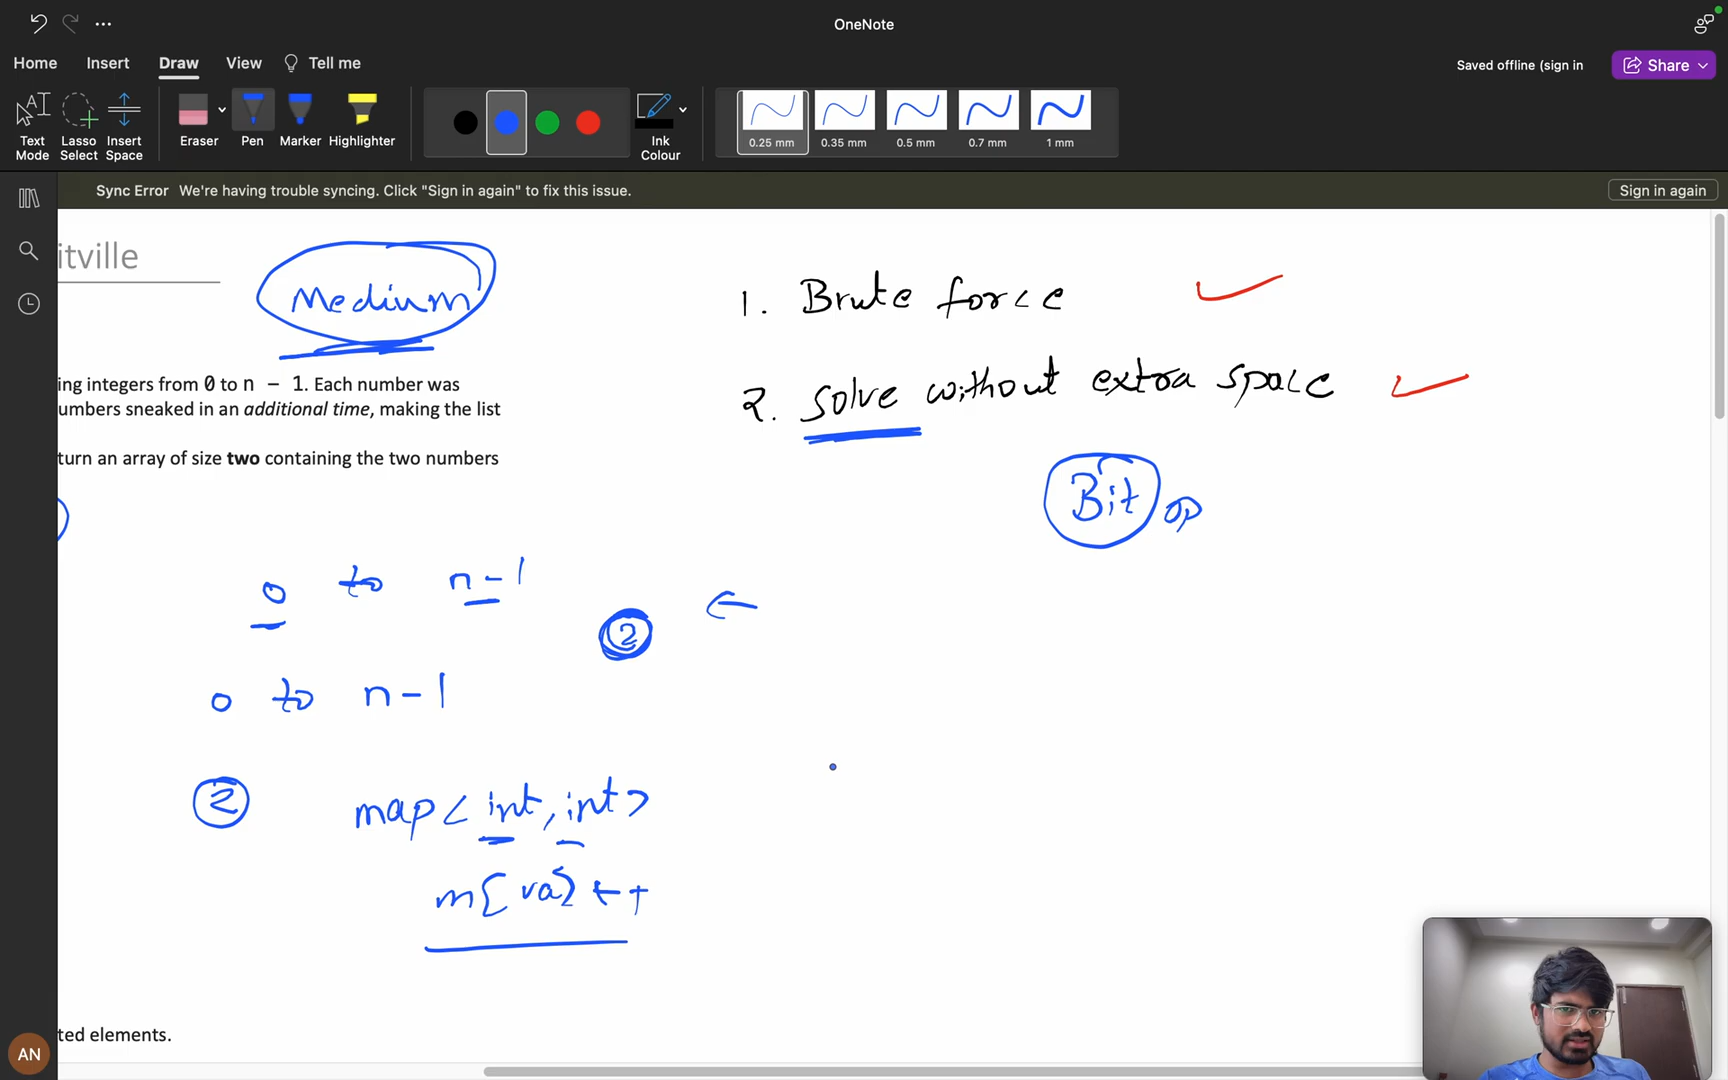 OneNote
Home Insert Draw View Tell me
Saved offline (sign in
Share
Text Mode
Lasso Select
Insert Space
Eraser
Pen
Marker
Highlighter
Ink Colour
0.25 mm
0.35 mm
0.5 mm
0.7 mm
1 mm
Sync Error We're having trouble syncing. Click "Sign in again" to fix this issue.
Sign in again
itville
Medium
1. Brute force
ing integers from 0 to n - 1. Each number was
umbers sneaked in an additional time, making the list
2. Solve without extra space
turn an array of size two containing the two numbers
Bit op
0 to n-1
2 ←
0 to n-1
2
map< int, int>
m[val]++
ted elements.
AN